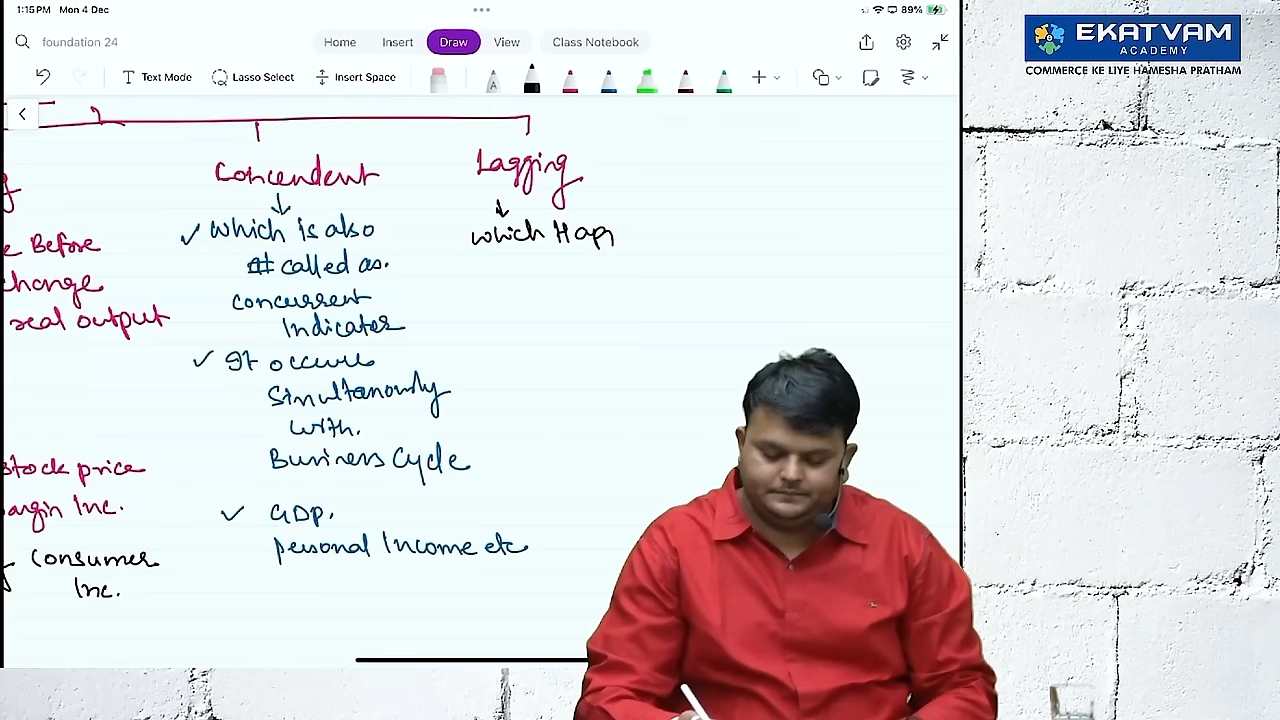 1:15 PM Mon 4 Dec
89%
foundation 24
Home Insert Draw View Class Notebook
Text Mode Lasso Select Insert Space
EKATVAM
ACADEMY
COMMERCE KE LIYE HAMESHA PRATHAM
Concendent
Lagging
which is also
called as.
concurrent
Indicates
It occurs
Simultanously
with.
Business Cycle
GDP.
personal Income etc
which Hap
Before
change
real output
stock price
argin Inc.
Consumer
Inc.